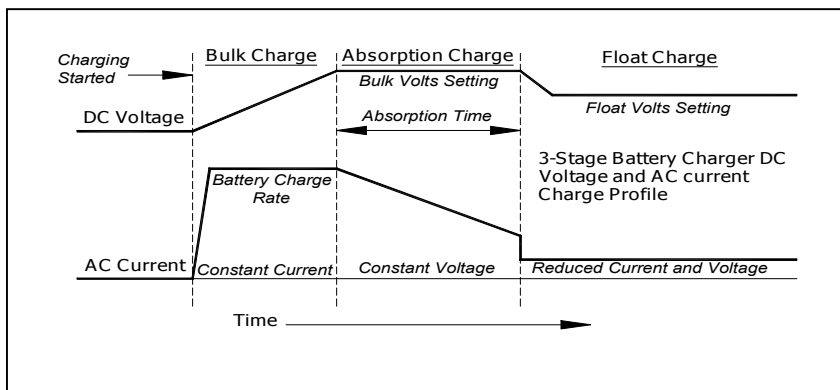 Charging
Started
Bulk Charge
Absorption Charge
Float Charge
Bulk Volts Setting
Float Volts Setting
DC Voltage
Absorption Time
3-Stage Battery Charger DC
Voltage and AC current
Charge Profile
Battery Charge
Rate
AC Current
Constant Current
Constant Voltage
Reduced Current and Voltage
Time